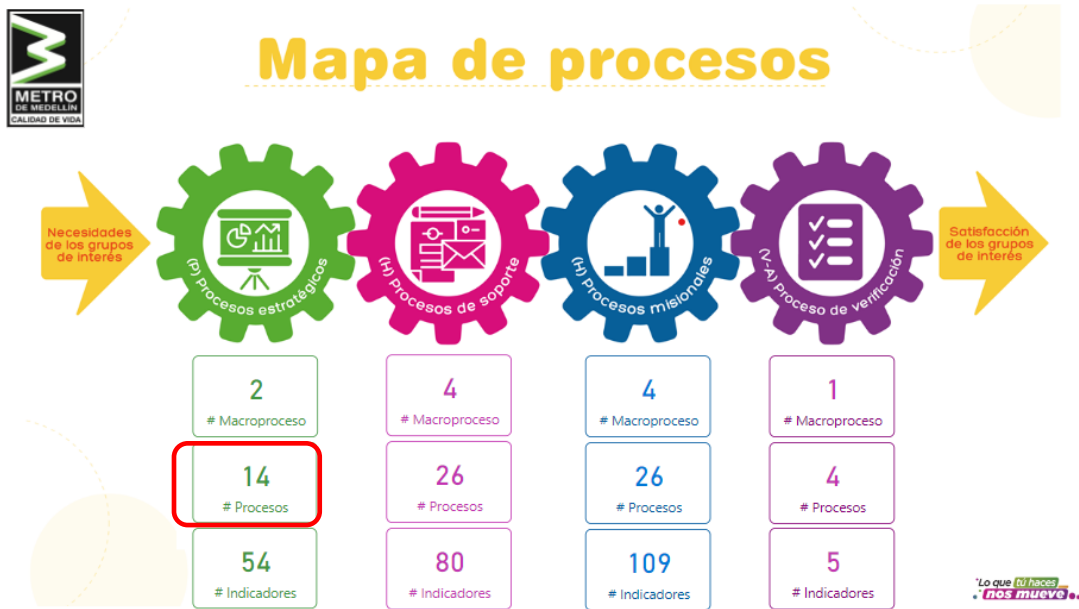 METRO
DE MEDELLÍN
CALIDAD DE VIDA
Mapa de procesos
Necesidades
de los grupos
de interés
(P) Procesos estratégicos
(H) Procesos de soporte
(H) Procesos misionales
(V-A) Proceso de verificación
Satisfacción
de los grupos
de interés
2
# Macroproceso
4
# Macroproceso
4
# Macroproceso
1
# Macroproceso
14
# Procesos
26
# Procesos
26
# Procesos
4
# Procesos
54
# Indicadores
80
# Indicadores
109
# Indicadores
5
# Indicadores
"Lo que tú haces
nos mueve